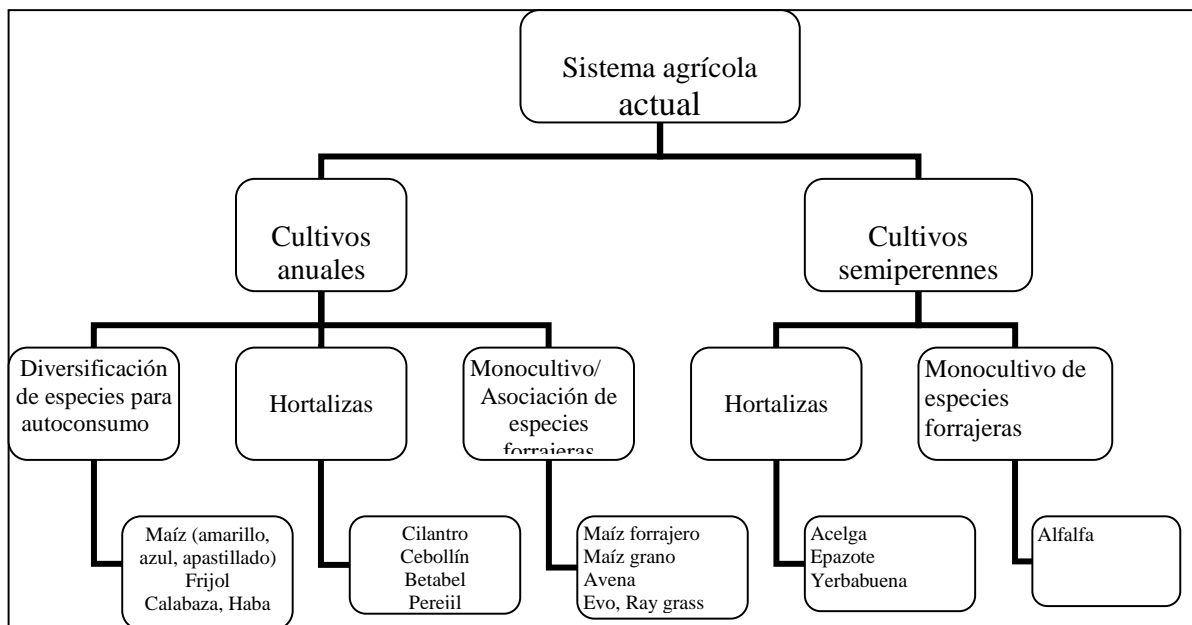 Sistema agrícola
actual
Cultivos
anuales
Cultivos
semiperennes
Diversificación
de especies para
autoconsumo
Hortalizas
Monocultivo/
Asociación de
especies
forrajeras
Hortalizas
Monocultivo de
especies
forrajeras
Maíz (amarillo,
azul, apastillado)
Frijol
Calabaza, Haba
Cilantro
Cebollín
Betabel
Pereiil
Maíz forrajero
Maíz grano
Avena
Evo, Ray grass
Acelga
Epazote
Yerbabuena
Alfalfa